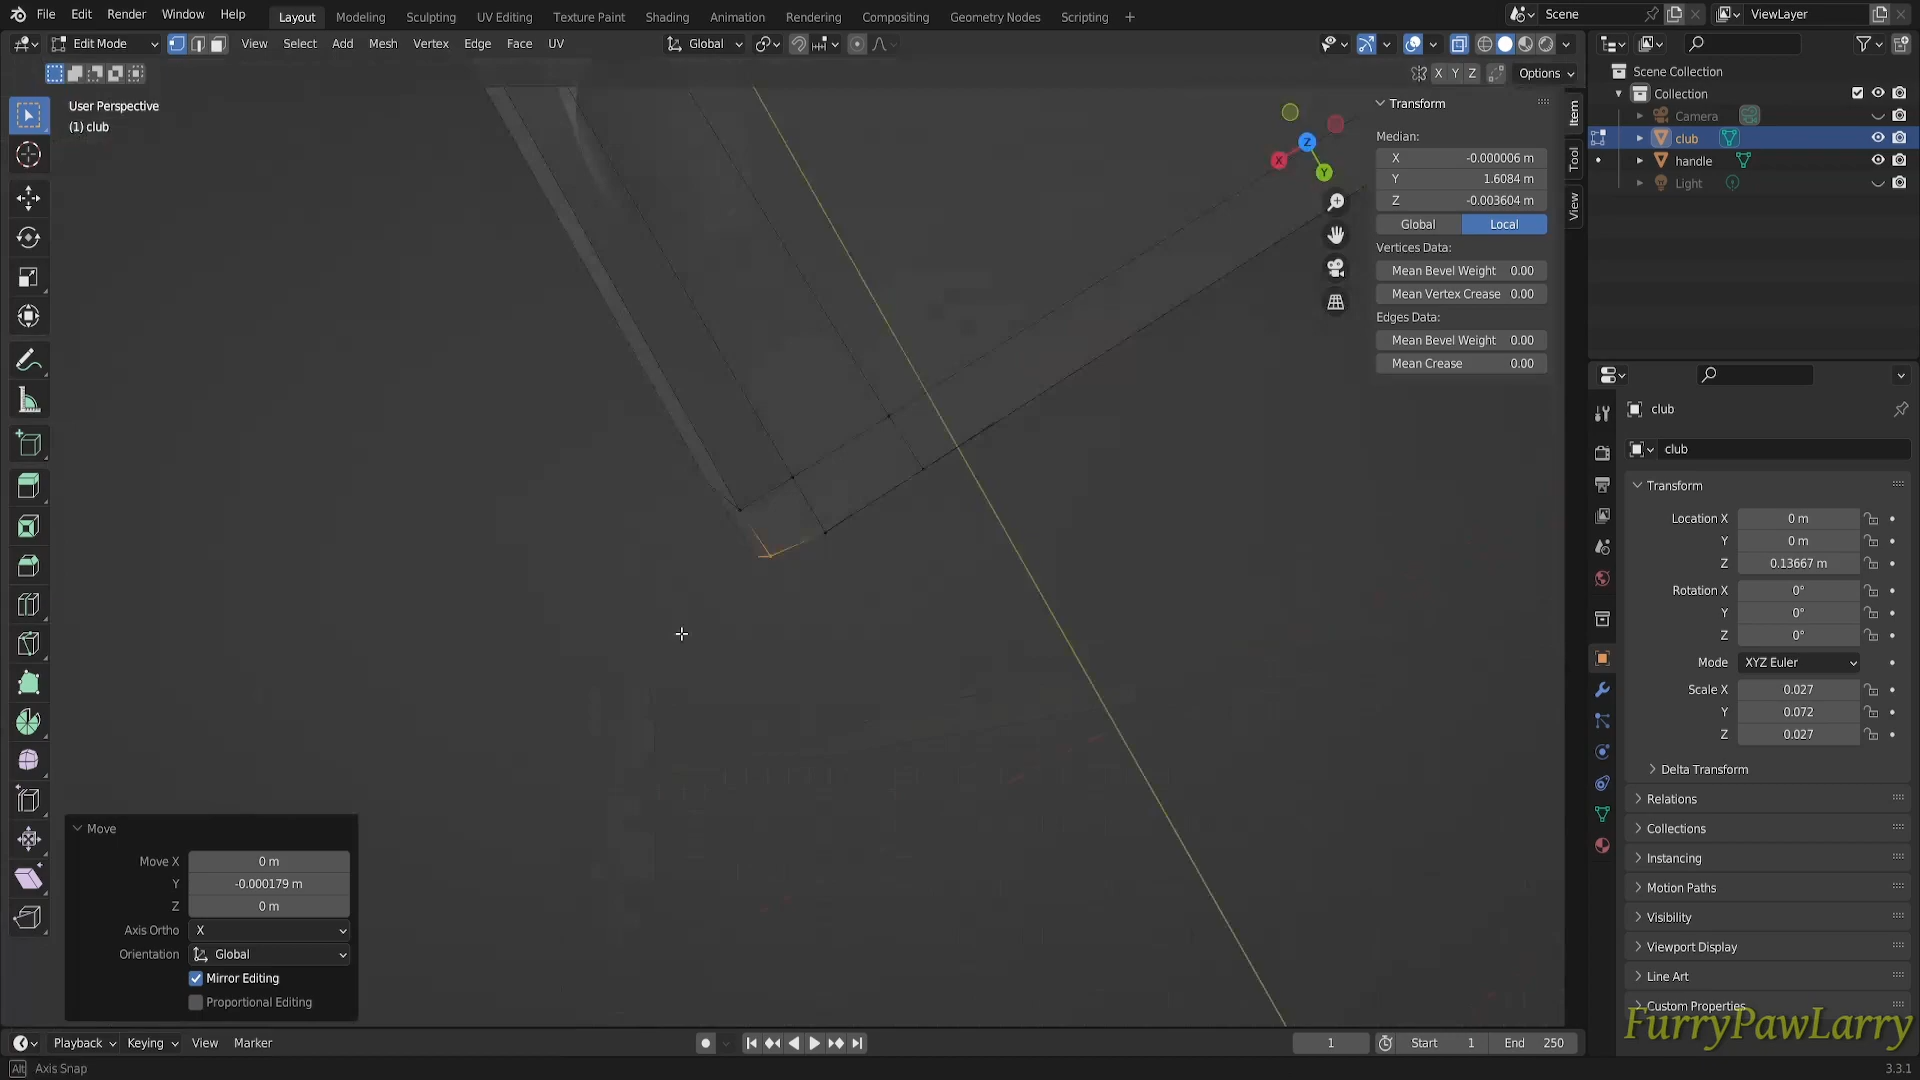 File Edit Render Window Help Layout Modeling Sculpting UV Editing Texture Paint Shading Animation Rendering Compositing Geometry Nodes Scripting + Scene ViewLayer
Edit Mode View Select Add Mesh Vertex Edge Face UV Global
X Y Z Options
User Perspective
(1) club
Transform
Median:
X -0.000006 m
Y 1.6084 m
Z -0.003604 m
Global Local
Vertices Data:
Mean Bevel Weight 0.00
Mean Vertex Crease 0.00
Edges Data:
Mean Bevel Weight 0.00
Mean Crease 0.00
Item
Tool
View
Z
X
Y
Scene Collection
Collection
Camera
club
handle
Light
club
club
Transform
Location X 0 m
Y 0 m
Z 0.13667 m
Rotation X 0°
Y 0°
Z 0°
Mode XYZ Euler
Scale X 0.027
Y 0.072
Z 0.027
Delta Transform
Relations
Collections
Instancing
Motion Paths
Visibility
Viewport Display
Line Art
Custom Properties
Move
Move X 0 m
Y -0.000179 m
Z 0 m
Axis Ortho X
Orientation Global
Mirror Editing
Proportional Editing
FurryPawLarry
Playback Keying View Marker 1 Start 1 End 250
Alt Axis Snap 3.3.1